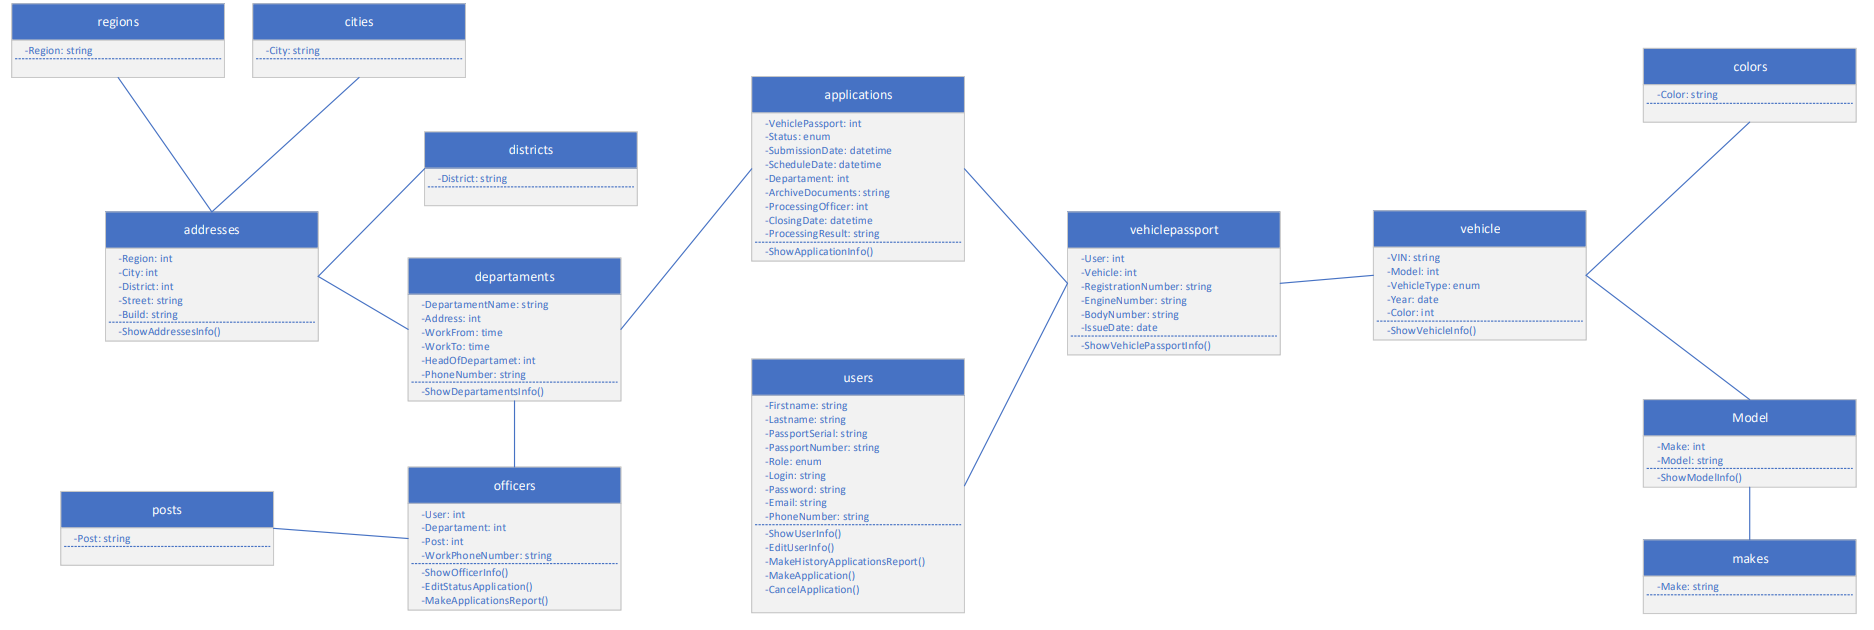 regions
-Region: string
cities
-City: string
districts
-District: string
addresses
-Region: int
-City: int
-District: int
-Street: string
-Build: string
-ShowAddressesInfo()
departaments
-DepartamentName: string
-Address: int
-WorkFrom: time
-WorkTo: time
-HeadOfDepartamet: int
-PhoneNumber: string
-ShowDepartamentsInfo()
posts
-Post: string
officers
-User: int
-Departament: int
-Post: int
-WorkPhoneNumber: string
-ShowOfficerInfo()
-EditStatusApplication()
-MakeApplicationsReport()
applications
-VehiclePassport: int
-Status: enum
-SubmissionDate: datetime
-ScheduleDate: datetime
-Departament: int
-ArchiveDocuments: string
-ProcessingOfficer: int
-ClosingDate: datetime
-ProcessingResult: string
-ShowApplicationInfo()
users
-Firstname: string
-Lastname: string
-PassportSerial: string
-PassportNumber: string
-Role: enum
-Login: string
-Password: string
-Email: string
-PhoneNumber: string
-ShowUserInfo()
-EditUserInfo()
-MakeHistoryApplicationsReport()
-MakeApplication()
-CancelApplication()
vehiclepassport
-User: int
-Vehicle: int
-RegistrationNumber: string
-EngineNumber: string
-BodyNumber: string
-IssueDate: date
-ShowVehiclePassportInfo()
vehicle
-VIN: string
-Model: int
-VehicleType: enum
-Year: date
-Color: int
-ShowVehicleInfo()
colors
-Color: string
Model
-Make: int
-Model: string
-ShowModelInfo()
makes
-Make: string